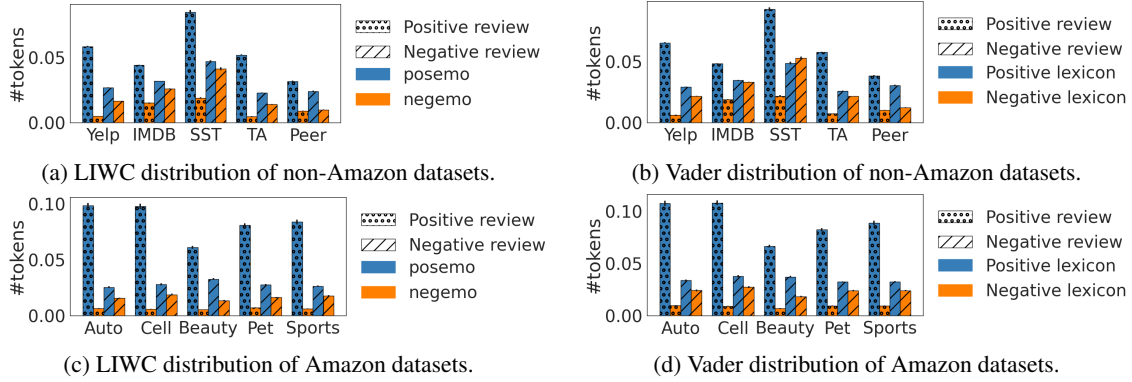 #tokens
0.05
0.00
Yelp IMDB SST TA Peer
Positive review
Negative review
posemo
negemo
(a) LIWC distribution of non-Amazon datasets.
#tokens
0.05
0.00
Yelp IMDB SST TA Peer
Positive review
Negative review
Positive lexicon
Negative lexicon
(b) Vader distribution of non-Amazon datasets.
#tokens
0.10
0.05
0.00
Auto Cell Beauty Pet Sports
Positive review
Negative review
posemo
negemo
(c) LIWC distribution of Amazon datasets.
#tokens
0.10
0.05
0.00
Auto Cell Beauty Pet Sports
Positive review
Negative review
Positive lexicon
Negative lexicon
(d) Vader distribution of Amazon datasets.